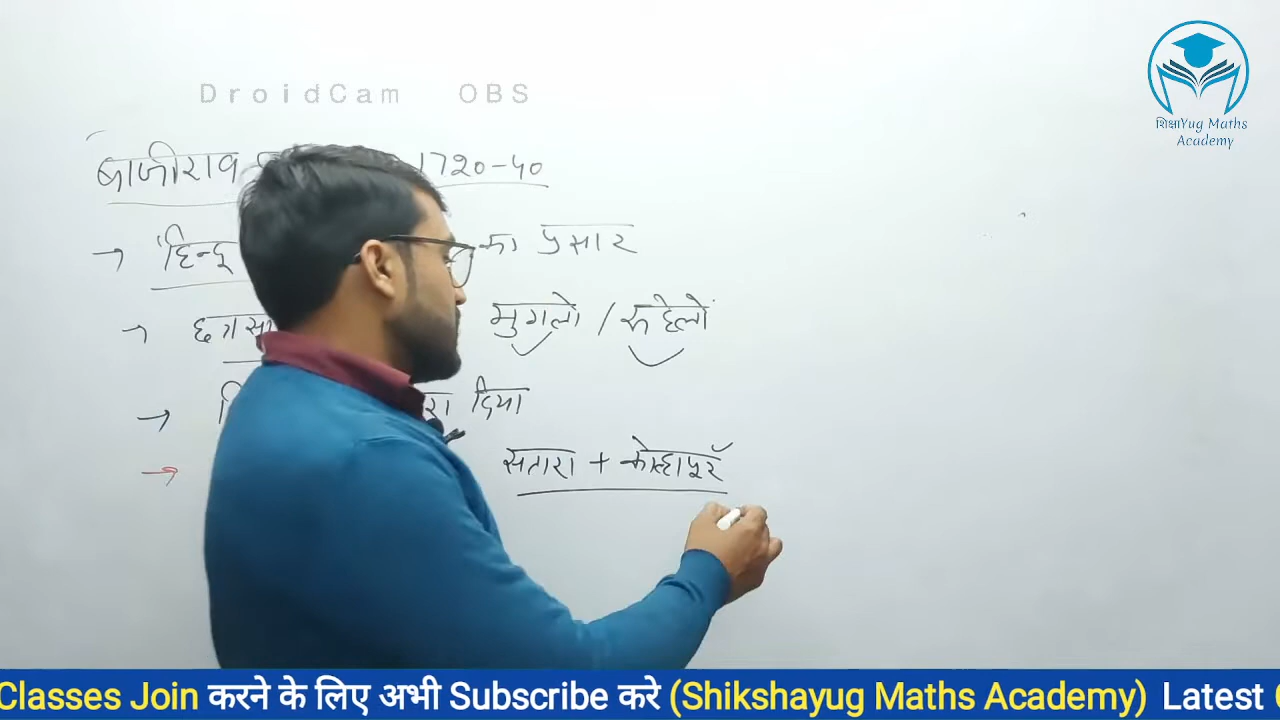 DroidCam OBS
शिक्षाYug Maths
Academy
बाजीराव 1720-40
→ हिन्दू का प्रसार
→ मुगलो / रूहेलों
→ दिया
→ सतारा + कोल्हापूर
Classes Join करने के लिए अभी Subscribe करे (Shikshayug Maths Academy) Latest